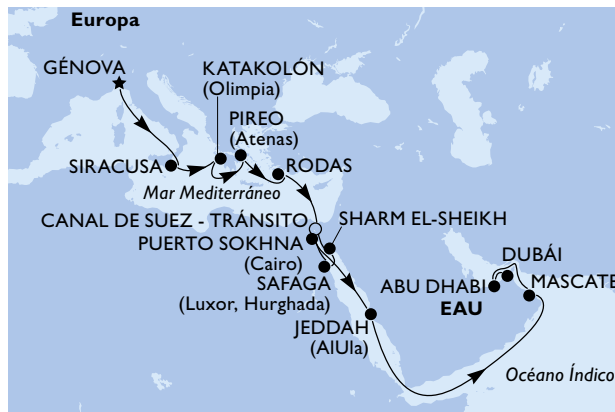 Europa
GÉNOVA
KATAKOLÓN
(Olimpia)
PIREO
(Atenas)
SIRACUSA
RODAS
Mar Mediterráneo
CANAL DE SUEZ - TRÁNSITO
SHARM EL-SHEIKH
PUERTO SOKHNA
(Cairo)
SAFAGA
(Luxor, Hurghada)
JEDDAH
(AlUla)
DUBÁI
ABU DHABI
MASCATE
EAU
Océano Índico